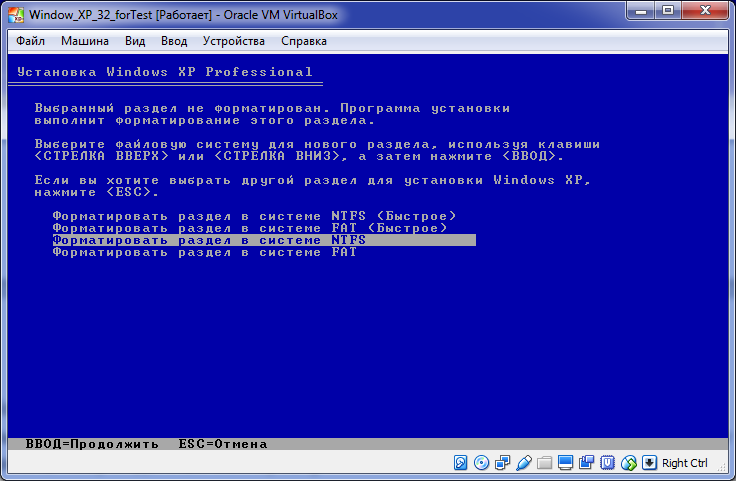 Window_XP_32_forTest [Работает] - Oracle VM VirtualBox
Файл Машина Вид Ввод Устройства Справка
Установка Windows XP Professional
Выбранный раздел не форматирован. Программа установки
выполнит форматирование этого раздела.
Выберите файловую систему для нового раздела, используя клавиши
<СТРЕЛКА ВВЕРХ> или <СТРЕЛКА ВНИЗ>, а затем нажмите <ВВОД>.
Если вы хотите выбрать другой раздел для установки Windows XP,
нажмите <ESC>.
Форматировать раздел в системе NTFS (Быстрое)
Форматировать раздел в системе FAT (Быстрое)
Форматировать раздел в системе NTFS
Форматировать раздел в системе FAT
ВВОД=Продолжить ESC=Отмена
Right Ctrl